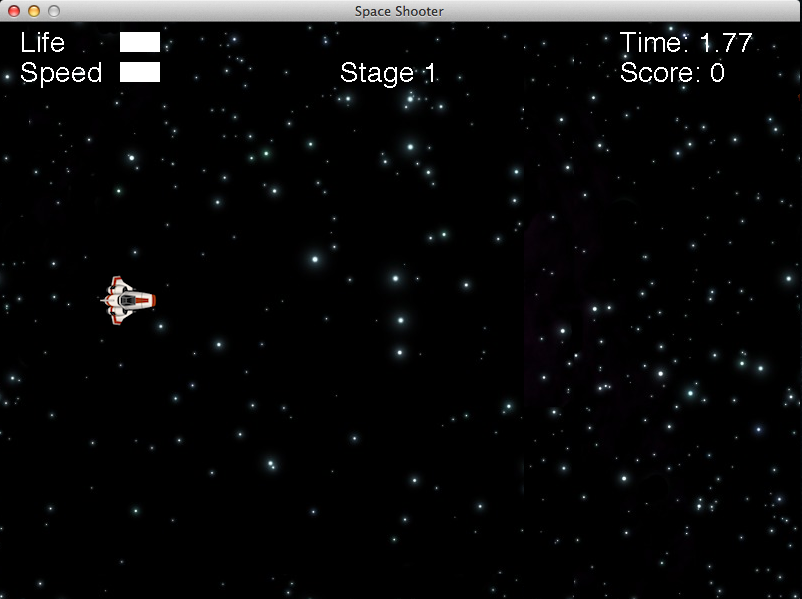 Space Shooter
Life
Time: 1.77
Speed
Stage 1
Score: 0